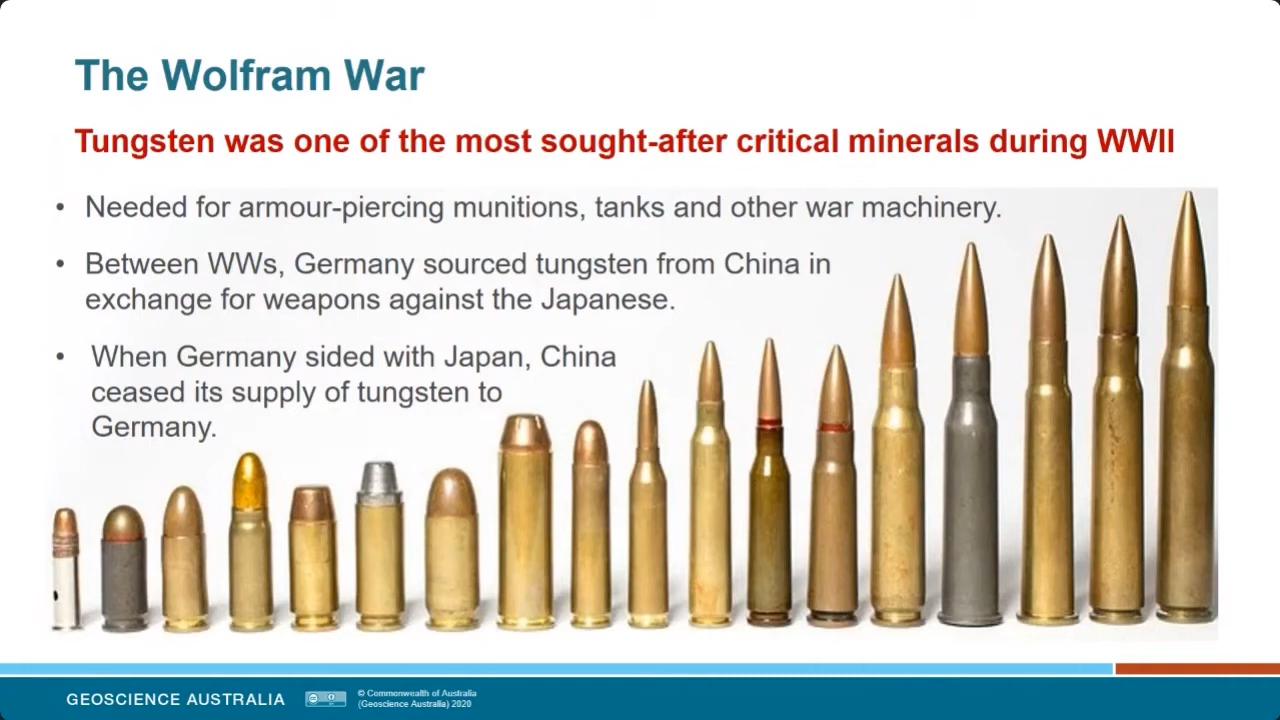 The Wolfram War
Tungsten was one of the most sought-after critical minerals during WWII
• Needed for armour-piercing munitions, tanks and other war machinery.
• Between WWs, Germany sourced tungsten from China in
exchange for weapons against the Japanese.
• When Germany sided with Japan, China
ceased its supply of tungsten to
Germany.
GEOSCIENCE AUSTRALIA
© Commonwealth of Australia
(Geoscience Australia) 2020